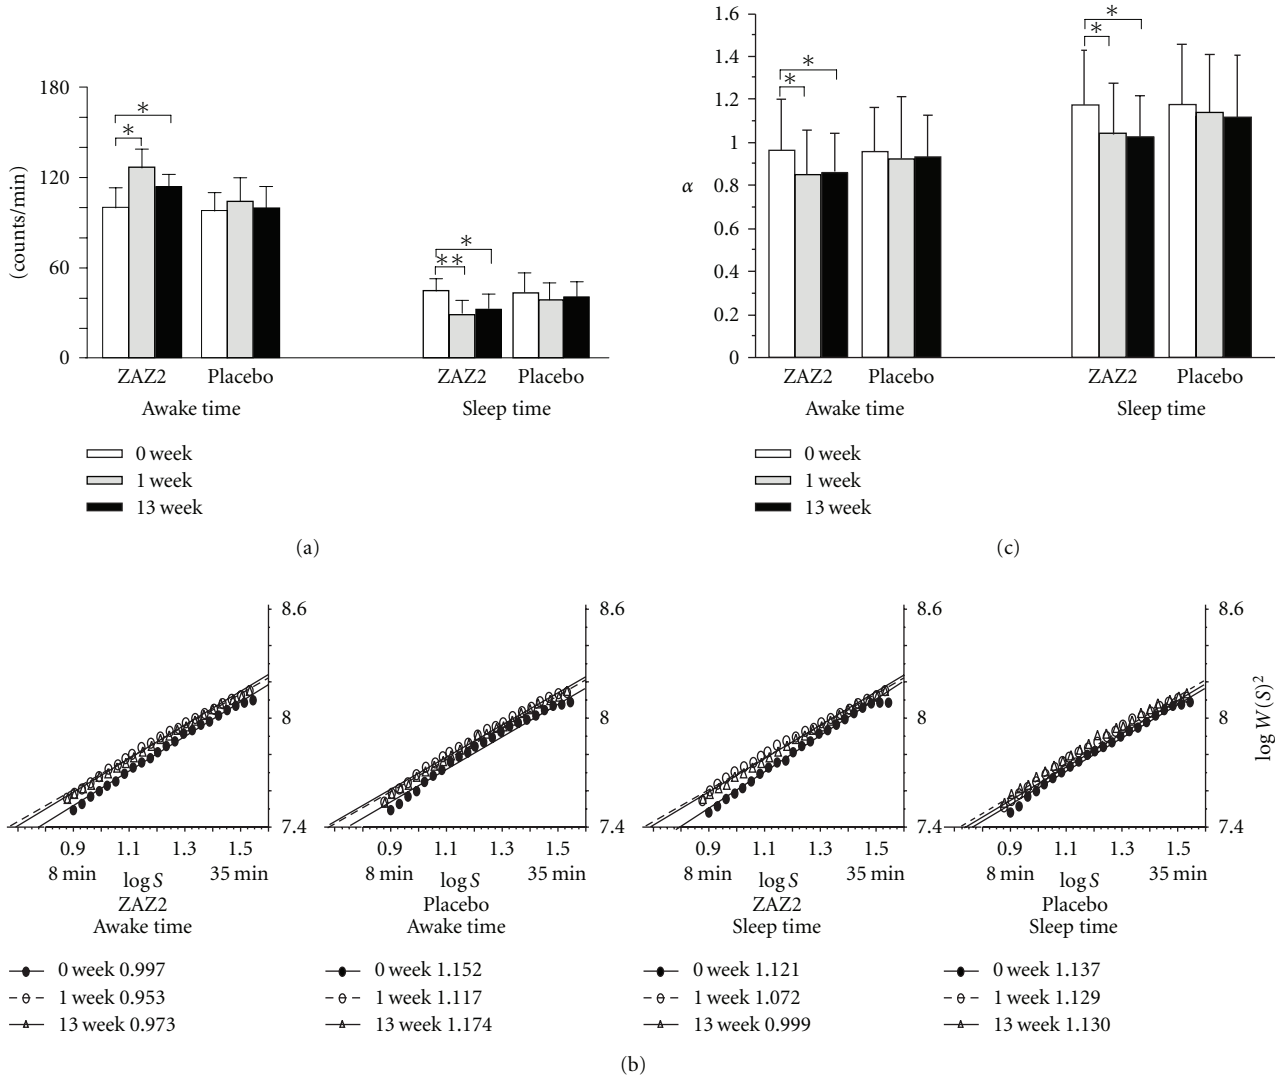 (counts/min)
180
120
60
0
* * ** *
ZAZ2 Placebo ZAZ2 Placebo
Awake time Sleep time
0 week
1 week
13 week
(a)
α
1.6
1.4
1.2
1
0.8
0.6
0.4
0.2
0
* * * *
ZAZ2 Placebo ZAZ2 Placebo
Awake time Sleep time
0 week
1 week
13 week
(c)
8.6 8.6 8.6 8.6
8 8 8 8
7.4 7.4 7.4 7.4
log W(S)²
0.9 1.1 1.3 1.5 0.9 1.1 1.3 1.5 0.9 1.1 1.3 1.5 0.9 1.1 1.3 1.5
8 min log S 35 min 8 min log S 35 min 8 min log S 35 min 8 min log S 35 min
ZAZ2 Placebo ZAZ2 Placebo
Awake time Awake time Sleep time Sleep time
0 week 0.997 0 week 1.152 0 week 1.121 0 week 1.137
1 week 0.953 1 week 1.117 1 week 1.072 1 week 1.129
13 week 0.973 13 week 1.174 13 week 0.999 13 week 1.130
(b)